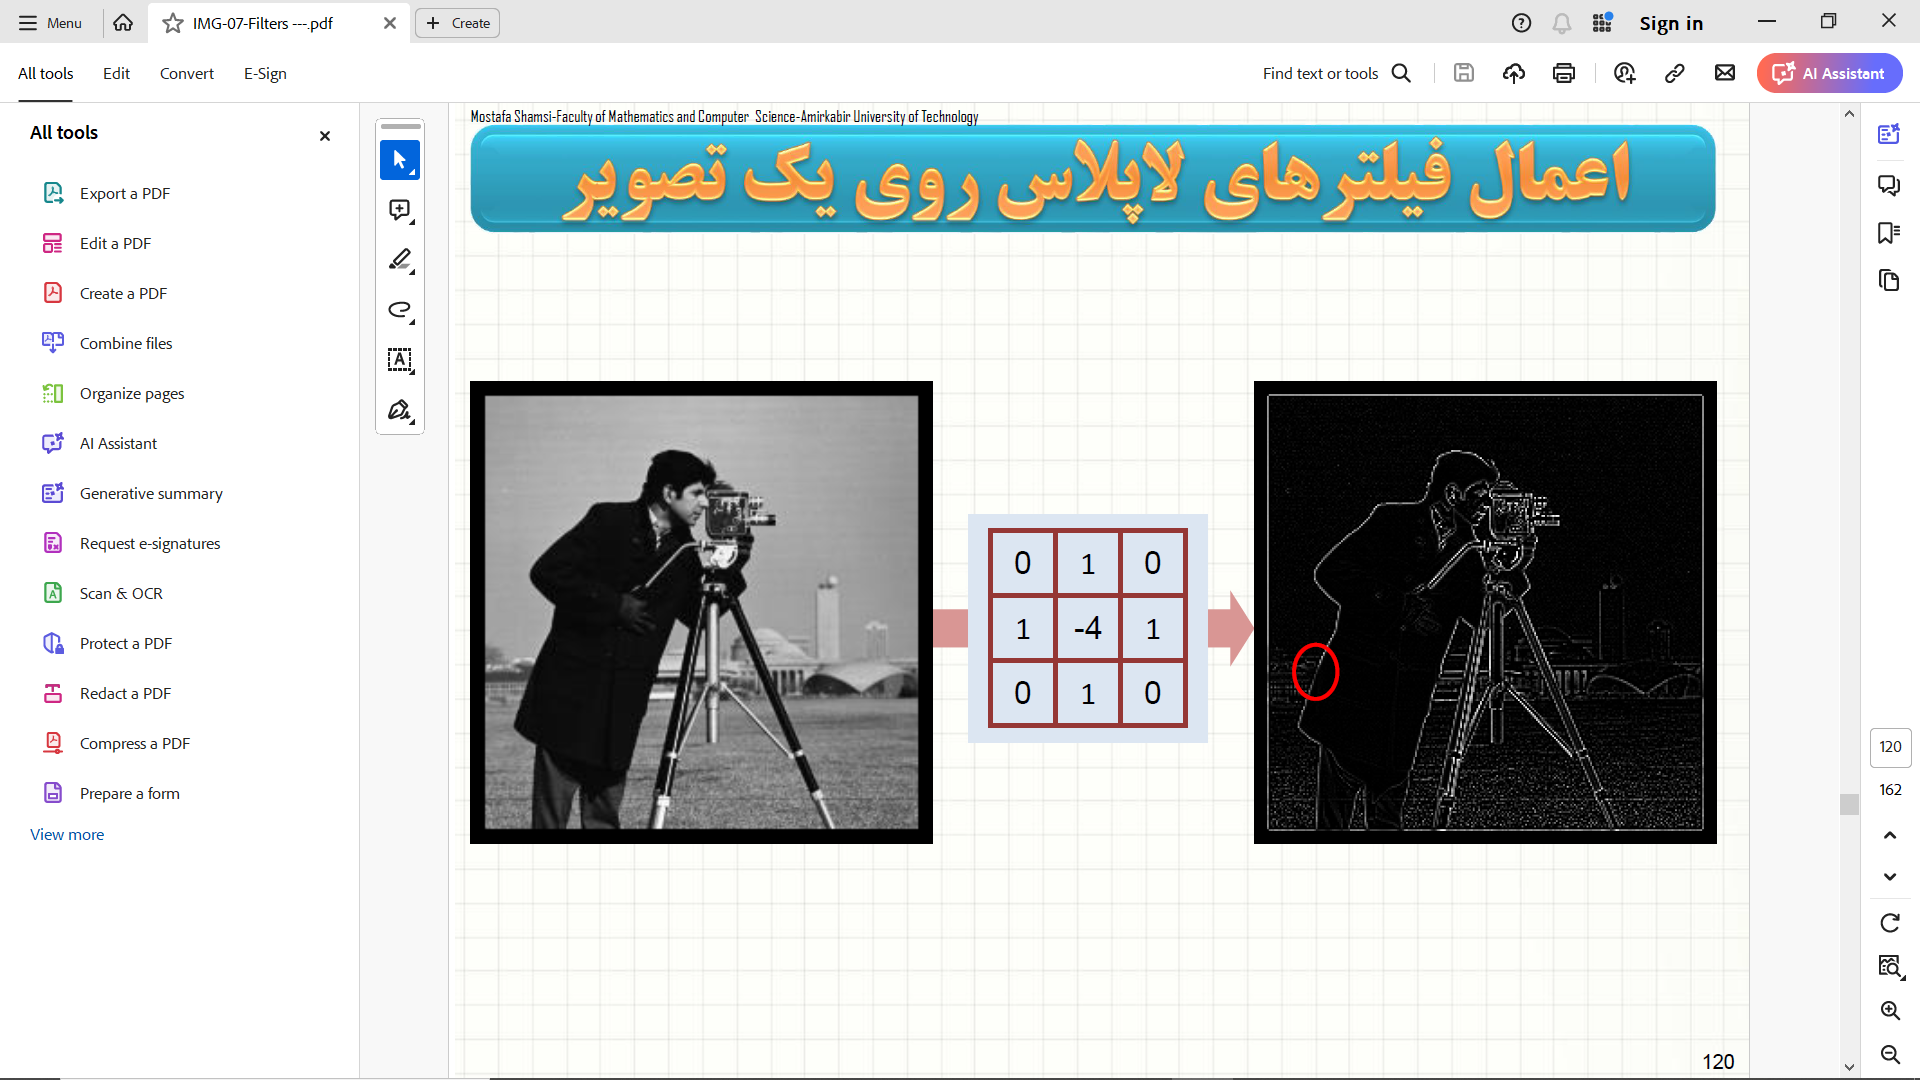 Menu
IMG-07-Filters ---.pdf
Create
Sign in
All tools
Edit
Convert
E-Sign
Find text or tools
AI Assistant
All tools
Export a PDF
Edit a PDF
Create a PDF
Combine files
Organize pages
AI Assistant
Generative summary
Request e-signatures
Scan & OCR
Protect a PDF
Redact a PDF
Compress a PDF
Prepare a form
View more
Mostafa Shamsi-Faculty of Mathematics and Computer Science-Amirkabir University of Technology
اعمال فیلترهای لاپلاس روی یک تصویر
0 1 0
1 -4 1
0 1 0
120
120
162